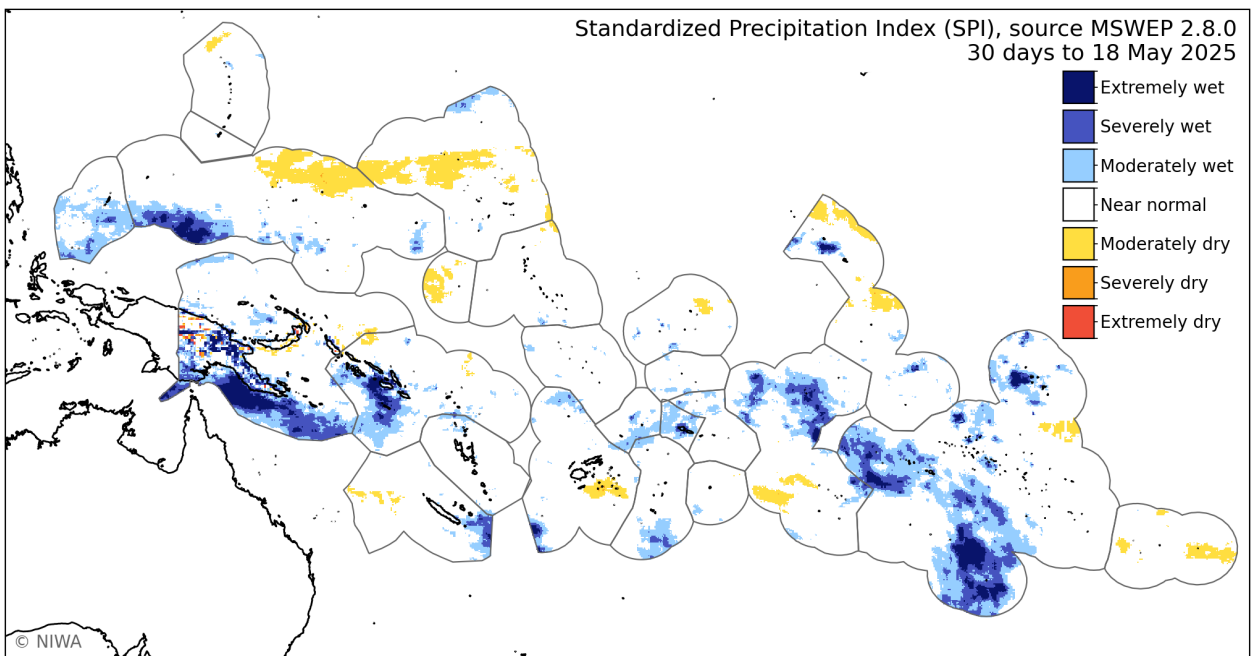 Standardized Precipitation Index (SPI), source MSWEP 2.8.0
30 days to 18 May 2025
Extremely wet
Severely wet
Moderately wet
Near normal
Moderately dry
Severely dry
Extremely dry
© NIWA